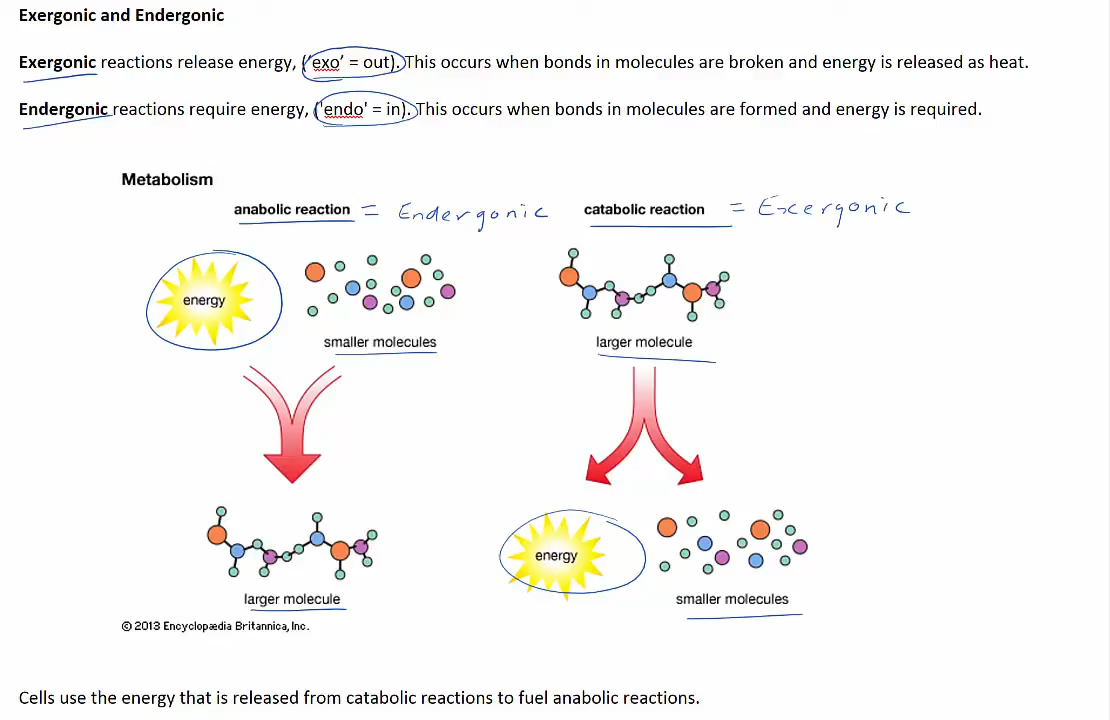 Exergonic and Endergonic
Exergonic reactions release energy, ('exo' = out). This occurs when bonds in molecules are broken and energy is released as heat.
Endergonic reactions require energy, ('endo' = in). This occurs when bonds in molecules are formed and energy is required.
Metabolism
anabolic reaction = Endergonic
catabolic reaction = Excergonic
energy
smaller molecules
larger molecule
larger molecule
energy
smaller molecules
© 2013 Encyclopædia Britannica, Inc.
Cells use the energy that is released from catabolic reactions to fuel anabolic reactions.